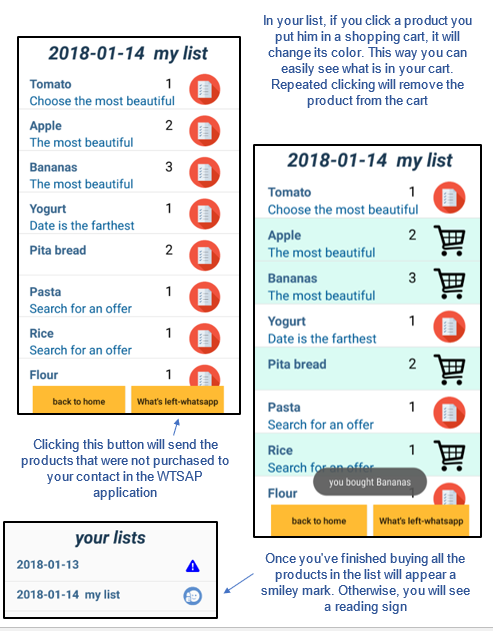 In your list, if you click a product you
put him in a shopping cart, it will
change its color. This way you can
easily see what is in your cart.
Repeated clicking will remove the
product from the cart
2018-01-14 my list
Tomato 1
Choose the most beautiful
Apple 2
The most beautiful
Bananas 3
The most beautiful
Yogurt 1
Date is the farthest
Pita bread 2
Pasta 1
Search for an offer
Rice 1
Search for an offer
Flour 1
back to home What's left-whatsapp
Clicking this button will send the
products that were not purchased to
your contact in the WTSAP
application
2018-01-14 my list
Tomato 1
Choose the most beautiful
Apple 2
The most beautiful
Bananas 3
The most beautiful
Yogurt 1
Date is the farthest
Pita bread 2
Pasta 1
Search for an offer
Rice 1
Search for an offer
you bought Bananas
Flour 1
back to home What's left-whatsapp
your lists
2018-01-13
2018-01-14 my list
Once you've finished buying all the
products in the list will appear a
smiley mark. Otherwise, you will see
a reading sign